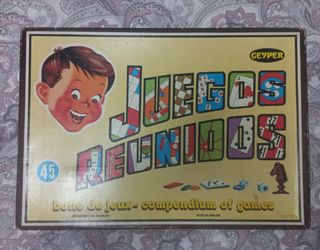 GEYPER
JUEGOS
REUNIDOS
45
boite de jeux - compendium of games